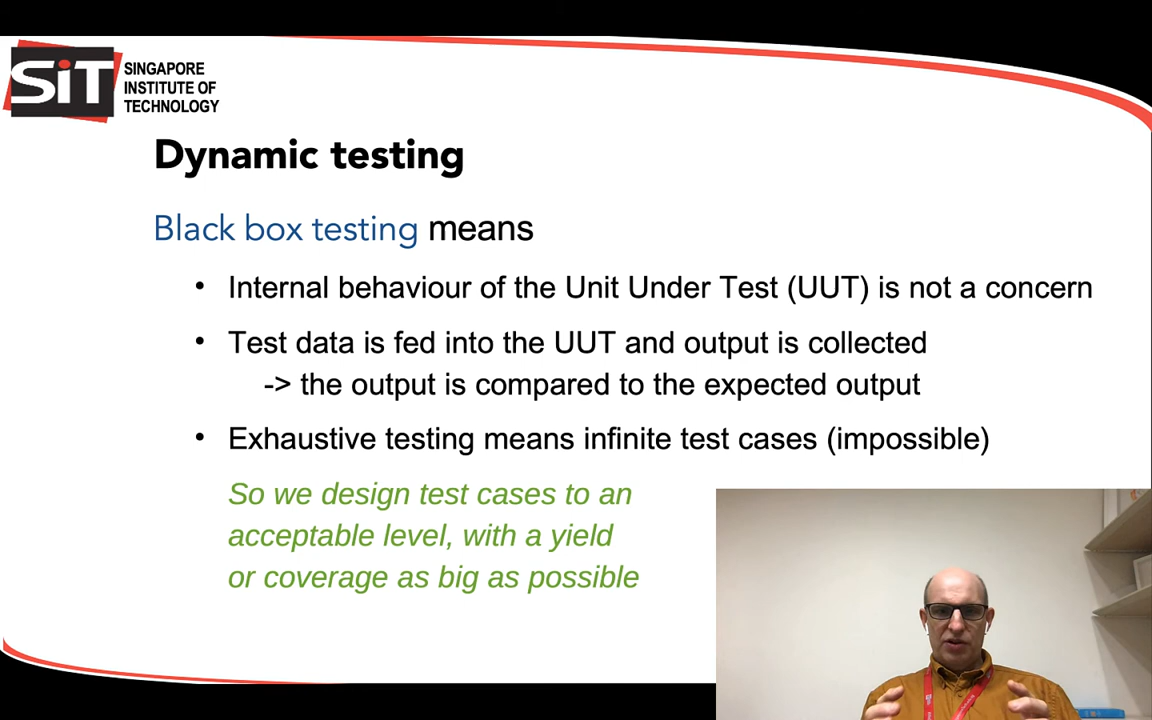 SiT
SINGAPORE
INSTITUTE OF
TECHNOLOGY
Dynamic testing
Black box testing means
• Internal behaviour of the Unit Under Test (UUT) is not a concern
• Test data is fed into the UUT and output is collected
-> the output is compared to the expected output
• Exhaustive testing means infinite test cases (impossible)
So we design test cases to an
acceptable level, with a yield
or coverage as big as possible